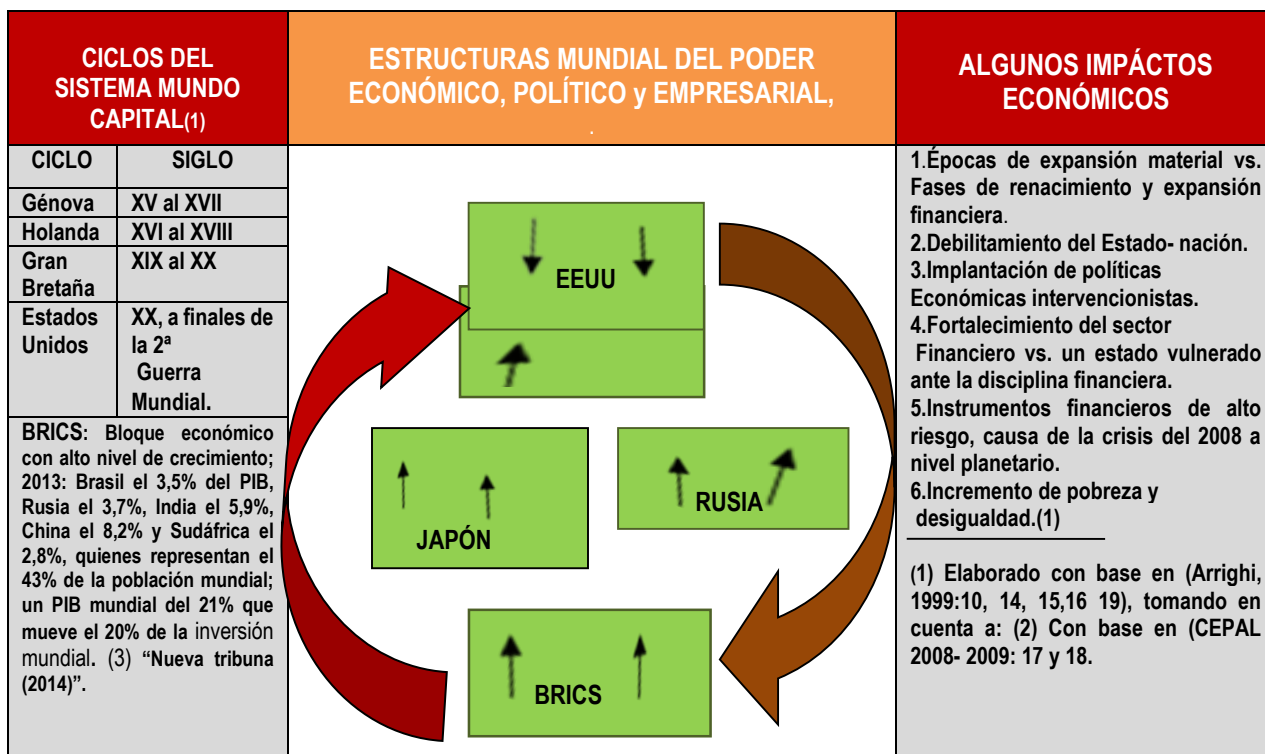 CICLOS DEL
SISTEMA MUNDO
CAPITAL(1)
ESTRUCTURAS MUNDIAL DEL PODER
ECONÓMICO, POLÍTICO y EMPRESARIAL,
.
ALGUNOS IMPÁCTOS
ECONÓMICOS
CICLO SIGLO
Génova XV al XVII
Holanda XVI al XVIII
Gran XIX al XX
Bretaña
Estados XX, a finales de
Unidos la 2ª
Guerra
Mundial.
BRICS: Bloque económico
con alto nivel de crecimiento;
2013: Brasil el 3,5% del PIB,
Rusia el 3,7%, India el 5,9%,
China el 8,2% y Sudáfrica el
2,8%, quienes representan el
43% de la población mundial;
un PIB mundial del 21% que
mueve el 20% de la inversión
mundial. (3) “Nueva tribuna
(2014)”.
EEUU
JAPÓN
RUSIA
BRICS
1.Épocas de expansión material vs.
Fases de renacimiento y expansión
financiera.
2.Debilitamiento del Estado- nación.
3.Implantación de políticas
Económicas intervencionistas.
4.Fortalecimiento del sector
Financiero vs. un estado vulnerado
ante la disciplina financiera.
5.Instrumentos financieros de alto
riesgo, causa de la crisis del 2008 a
nivel planetario.
6.Incremento de pobreza y
desigualdad.(1)
(1) Elaborado con base en (Arrighi,
1999:10, 14, 15,16 19), tomando en
cuenta a: (2) Con base en (CEPAL
2008- 2009: 17 y 18.